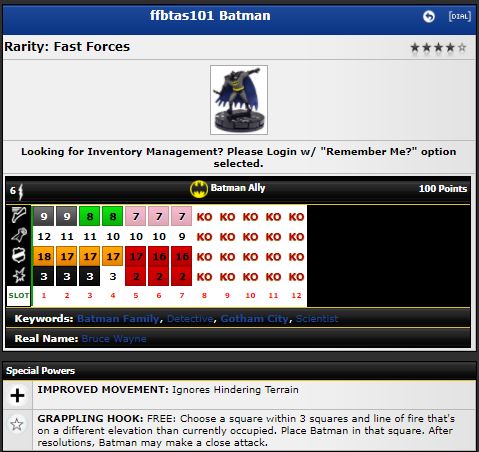 ffbtas101 Batman
[DIAL]
Rarity: Fast Forces
Looking for Inventory Management? Please Login w/ "Remember Me?" option
selected.
6 Batman Ally 100 Points
9 9 8 8 7 7 7 KO KO KO KO KO
12 11 11 10 10 10 9 KO KO KO KO KO
18 17 17 17 17 16 16 KO KO KO KO KO
3 3 3 3 2 2 2 KO KO KO KO KO
SLOT 1 2 3 4 5 6 7 8 9 10 11 12
Keywords: Batman Family, Detective, Gotham City, Scientist
Real Name: Bruce Wayne
Special Powers
IMPROVED MOVEMENT: Ignores Hindering Terrain
GRAPPLING HOOK: FREE: Choose a square within 3 squares and line of fire that's
on a different elevation than currently occupied. Place Batman in that square. After
resolutions, Batman may make a close attack.